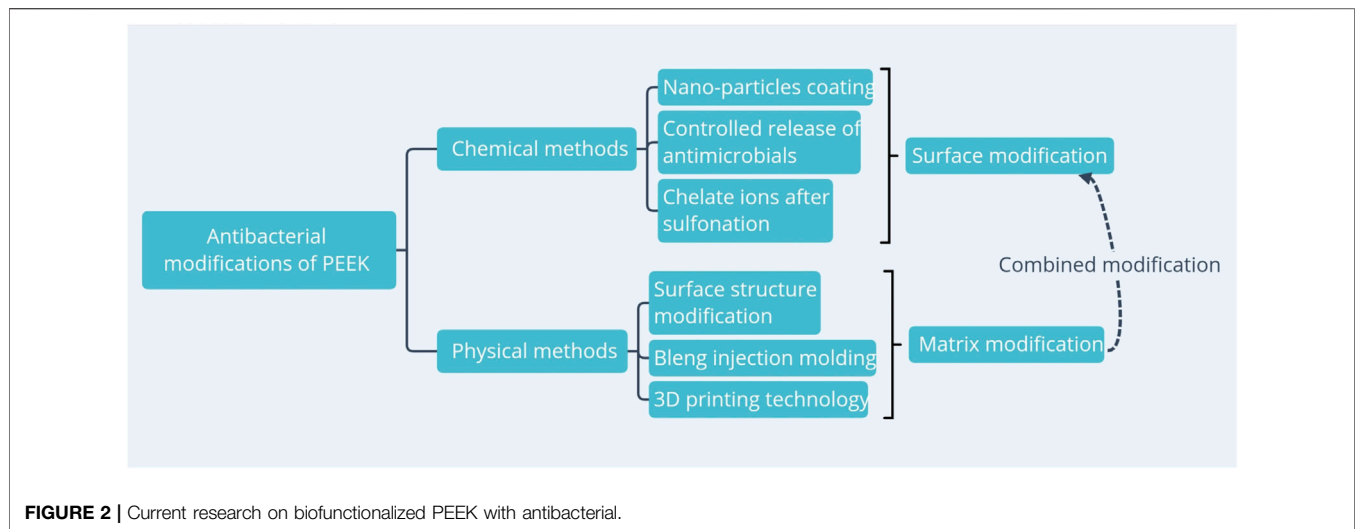 Antibacterial
modifications of PEEK
Chemical methods
Nano-particles coating
Controlled release of
antimicrobials
Chelate ions after
sulfonation
Surface modification
Combined modification
Physical methods
Surface structure
modification
Bleng injection molding
3D printing technology
Matrix modification
FIGURE 2 | Current research on biofunctionalized PEEK with antibacterial.